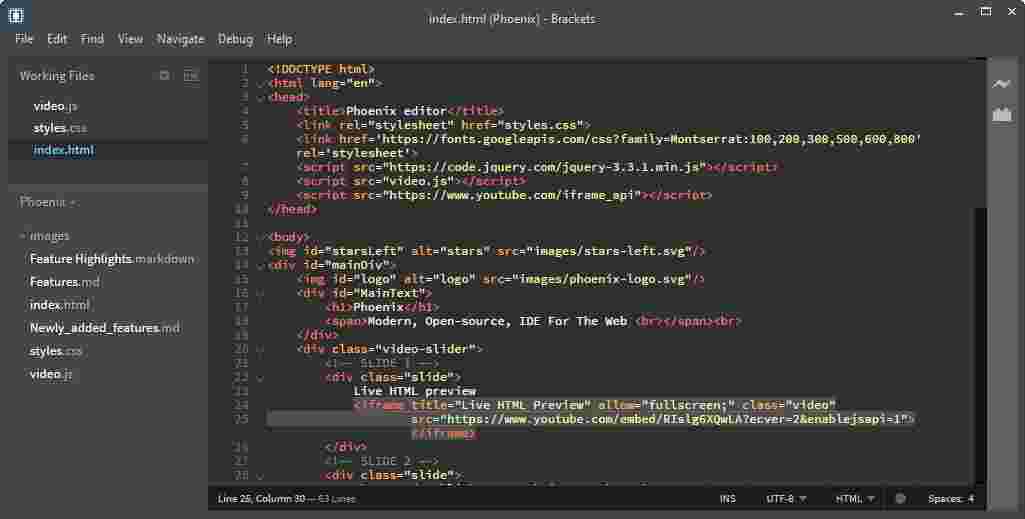 index.html (Phoenix) - Brackets
File Edit Find View Navigate Debug Help
Working Files
video.js
styles.css
index.html
Phoenix
images
Feature Highlights.markdown
Features.md
index.html
Newly_added_features.md
styles.css
video.js
1 <!DOCTYPE html>
2 <html lang="en">
3 <head>
4 <title>Phoenix editor</title>
5 <link rel="stylesheet" href="styles.css">
6 <link href='https://fonts.googleapis.com/css?family=Montserrat:100,200,300,500,600,800'
rel='stylesheet'>
7 <script src="https://code.jquery.com/jquery-3.3.1.min.js"></script>
8 <script src="video.js"></script>
9 <script src="https://www.youtube.com/iframe_api"></script>
10 </head>
11
12 <body>
13 <img id="starsLeft" alt="stars" src="images/stars-left.svg"/>
14 <div id="mainDiv">
15 <img id="logo" alt="logo" src="images/phoenix-logo.svg"/>
16 <div id="MainText">
17 <h1>Phoenix</h1>
18 <span>Modern, Open-source, IDE For The Web <br></span><br>
19 </div>
20 <div class="video-slider">
21 <!-- SLIDE 1 -->
22 <div class="slide">
23 Live HTML preview
24 <iframe title="Live HTML Preview" allow="fullscreen;" class="video"
25 src="https://www.youtube.com/embed/
</iframe>
26 </div>
27 <!-- SLIDE 2 -->
28 <div class="slide">
Line 25, Column 30 — 63 Lines
INS UTF-8 HTML Spaces: 4